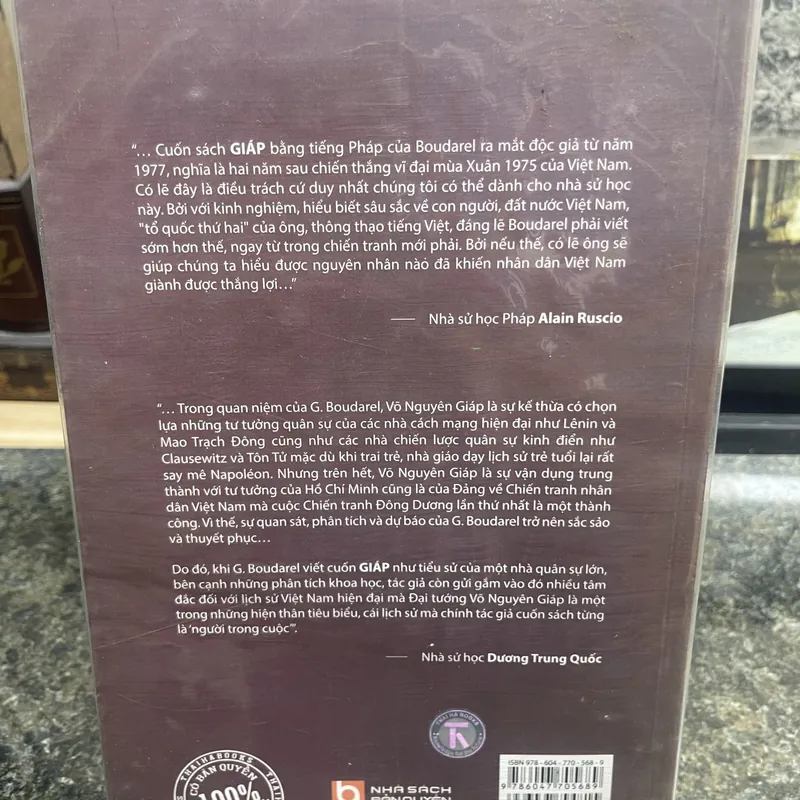 “… Cuốn sách GIÁP bằng tiếng Pháp của Boudarel ra mắt độc giả từ năm
1977, nghĩa là hai năm sau chiến thắng vĩ đại mùa Xuân 1975 của Việt Nam.
Có lẽ đây là điều trách cứ duy nhất chúng tôi có thể dành cho nhà sử học
này. Bởi với kinh nghiệm, hiểu biết sâu sắc về con người, đất nước Việt Nam,
"tổ quốc thứ hai" của ông, thông thạo tiếng Việt, đáng lẽ Boudarel phải viết
sớm hơn thế, ngay từ trong chiến tranh mới phải. Bởi nếu thế, có lẽ ông sẽ
giúp chúng ta hiểu được nguyên nhân nào đã khiến nhân dân Việt Nam
giành được thắng lợi…”
Nhà sử học Pháp Alain Ruscio
“… Trong quan niệm của G. Boudarel, Võ Nguyên Giáp là sự kế thừa có chọn
lựa những tư tưởng quân sự của các nhà cách mạng hiện đại như Lênin và
Mao Trạch Đông cũng như các nhà chiến lược quân sự kinh điển như
Clausewitz và Tôn Tử mặc dù khi trai trẻ, nhà giáo dạy lịch sử trẻ tuổi lại rất
say mê Napoléon. Nhưng trên hết, Võ Nguyên Giáp là sự vận dụng trung
thành với tư tưởng của Hồ Chí Minh cũng là của Đảng về Chiến tranh nhân
dân Việt Nam mà cuộc Chiến tranh Đông Dương lần thứ nhất là một thành
công. Vì thế, sự quan sát, phân tích và dự báo của G. Boudarel trở nên sắc sảo
và thuyết phục…
Do đó, khi G. Boudarel viết cuốn GIÁP như tiểu sử của một nhà quân sự lớn,
bên cạnh những phân tích khoa học, tác giả còn gửi gắm vào đó nhiều tâm
đắc đối với lịch sử Việt Nam hiện đại mà Đại tướng Võ Nguyên Giáp là một
trong những hiện thân tiêu biểu, cái lịch sử mà chính tác giả cuốn sách từng
là ‘người trong cuộc’”.
Nhà sử học Dương Trung Quốc
THAI HA BOOKS
ISBN 978 - 604 - 770 - 568 - 9
THAIHABOOKS
CÓ BẢN QUYỀN
100%
NHÀ SÁCH
BẢN QUYỀN
9 786047 705689